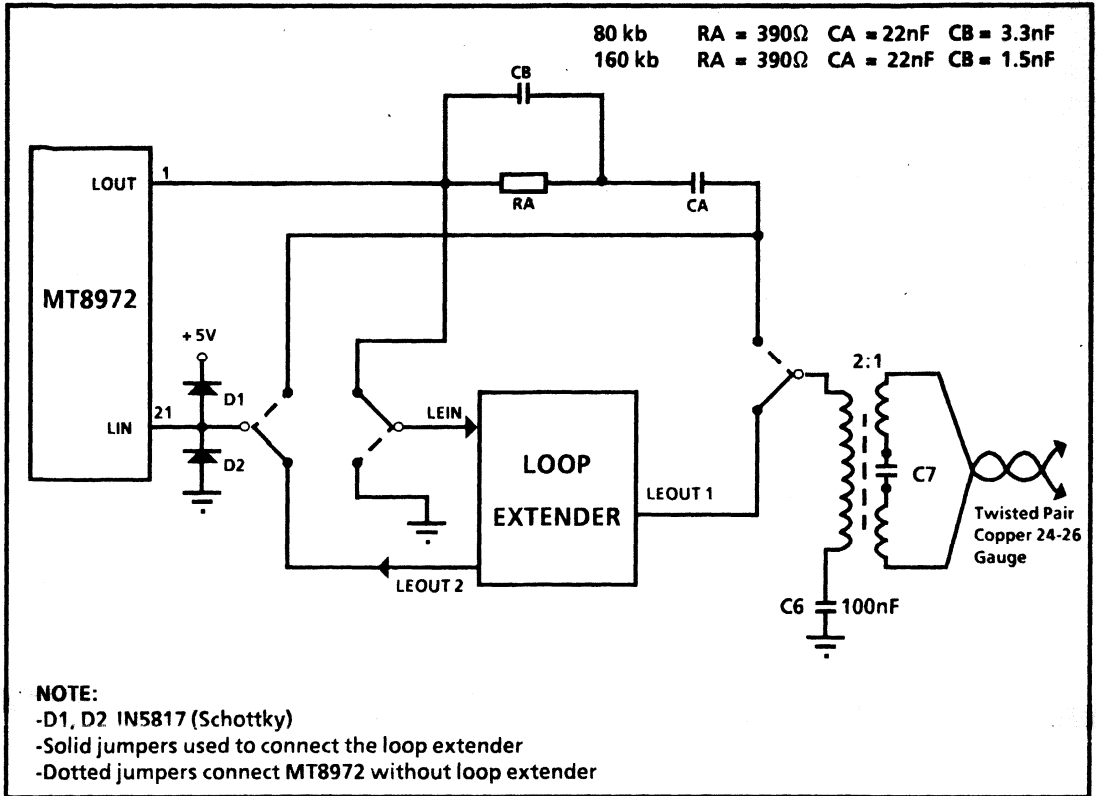 80 kb RA = 390Ω CA = 22nF CB = 3.3nF
160 kb RA = 390Ω CA = 22nF CB = 1.5nF
CB
LOUT
1
RA
CA
MT8972
+5V
2:1
D1
21
LIN
LEIN
D2
LOOP
EXTENDER
C7
LEOUT 1
Twisted Pair
Copper 24-26
Gauge
LEOUT 2
C6
100nF
NOTE:
-D1, D2 IN5817 (Schottky)
-Solid jumpers used to connect the loop extender
-Dotted jumpers connect MT8972 without loop extender